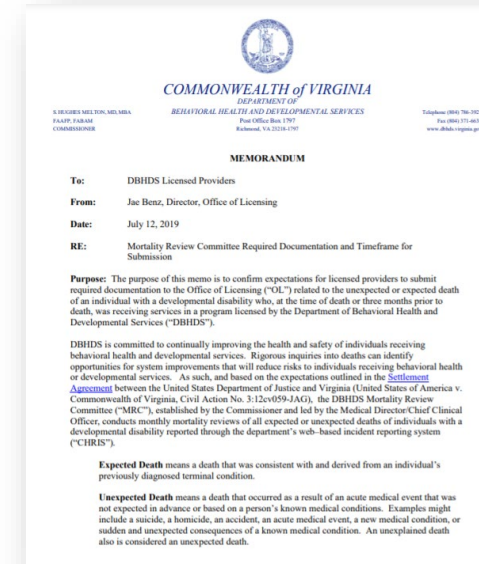 COMMONWEALTH of VIRGINIA
DEPARTMENT OF
BEHAVIORAL HEALTH AND DEVELOPMENTAL SERVICES
Post Office Box 1797
Richmond, VA 23218-1797
S. HUGHES MELTON, MD, MBA
FAAFP, FABAM
COMMISSIONER
Telephone (804) 786-392
Fax (804) 371-663
www.dbhds.virginia.go
MEMORANDUM
To: DBHDS Licensed Providers
From: Jae Benz, Director, Office of Licensing
Date: July 12, 2019
RE: Mortality Review Committee Required Documentation and Timeframe for
Submission
Purpose: The purpose of this memo is to confirm expectations for licensed providers to submit
required documentation to the Office of Licensing ("OL") related to the unexpected or expected death
of an individual with a developmental disability who, at the time of death or three months prior to
death, was receiving services in a program licensed by the Department of Behavioral Health and
Developmental Services ("DBHDS").
DBHDS is committed to continually improving the health and safety of individuals receiving
behavioral health and developmental services. Rigorous inquiries into deaths can identify
opportunities for system improvements that will reduce risks to individuals receiving behavioral health
or developmental services. As such, and based on the expectations outlined in the Settlement
Agreement between the United States Department of Justice and Virginia (United States of America v.
Commonwealth of Virginia, Civil Action No. 3:12cv059-JAG), the DBHDS Mortality Review
Committee ("MRC"), established by the Commissioner and led by the Medical Director/Chief Clinical
Officer, conducts monthly mortality reviews of all expected or unexpected deaths of individuals with a
developmental disability reported through the department's web-based incident reporting system
("CHRIS").
Expected Death means a death that was consistent with and derived from an individual's
previously diagnosed terminal condition.
Unexpected Death means a death that occurred as a result of an acute medical event that was
not expected in advance or based on a person's known medical conditions. Examples might
include a suicide, a homicide, an accident, an acute medical event, a new medical condition, or
sudden and unexpected consequences of a known medical condition. An unexplained death
also is considered an unexpected death.